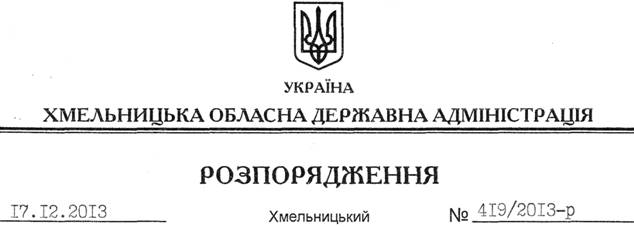 УКРАЇНА
ХМЕЛЬНИЦЬКА ОБЛАСНА ДЕРЖАВНА АДМІНІСТРАЦІЯ
РОЗПОРЯДЖЕННЯ
17.12.2013 Хмельницький № 419/2013-р